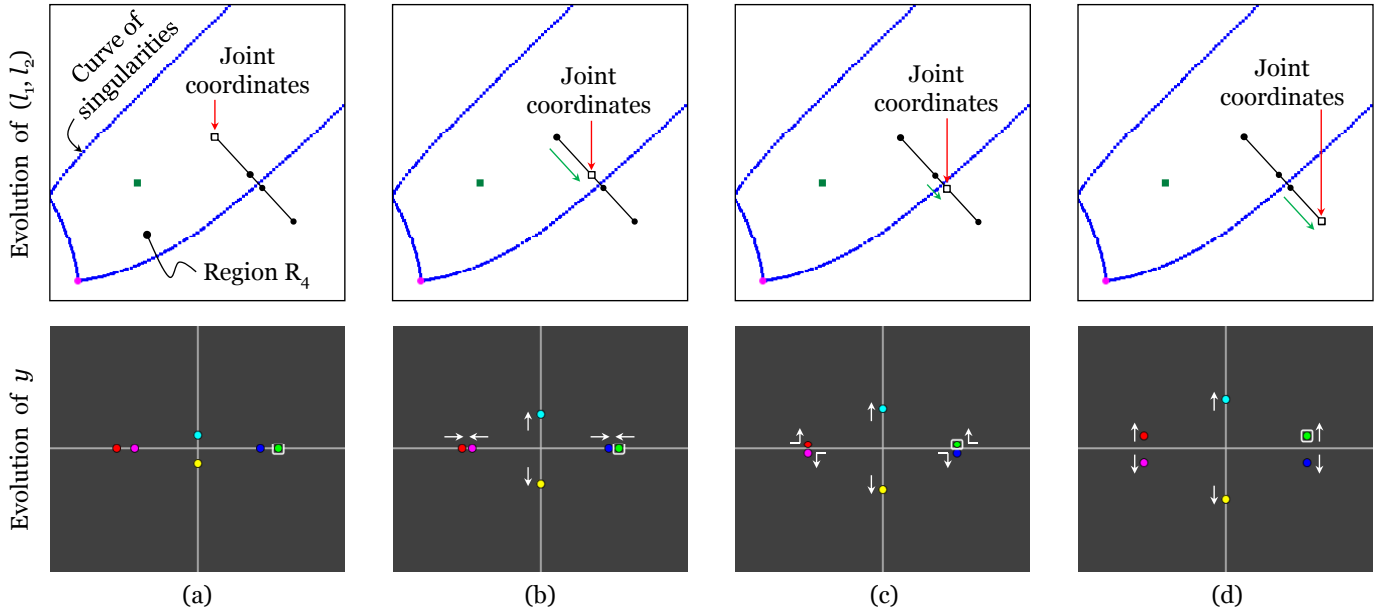 Evolution of (l₁, l₂)
Curve of
singularities
Joint
coordinates
Region R₄
Joint
coordinates
Joint
coordinates
Joint
coordinates
Evolution of y
(a)
(b)
(c)
(d)